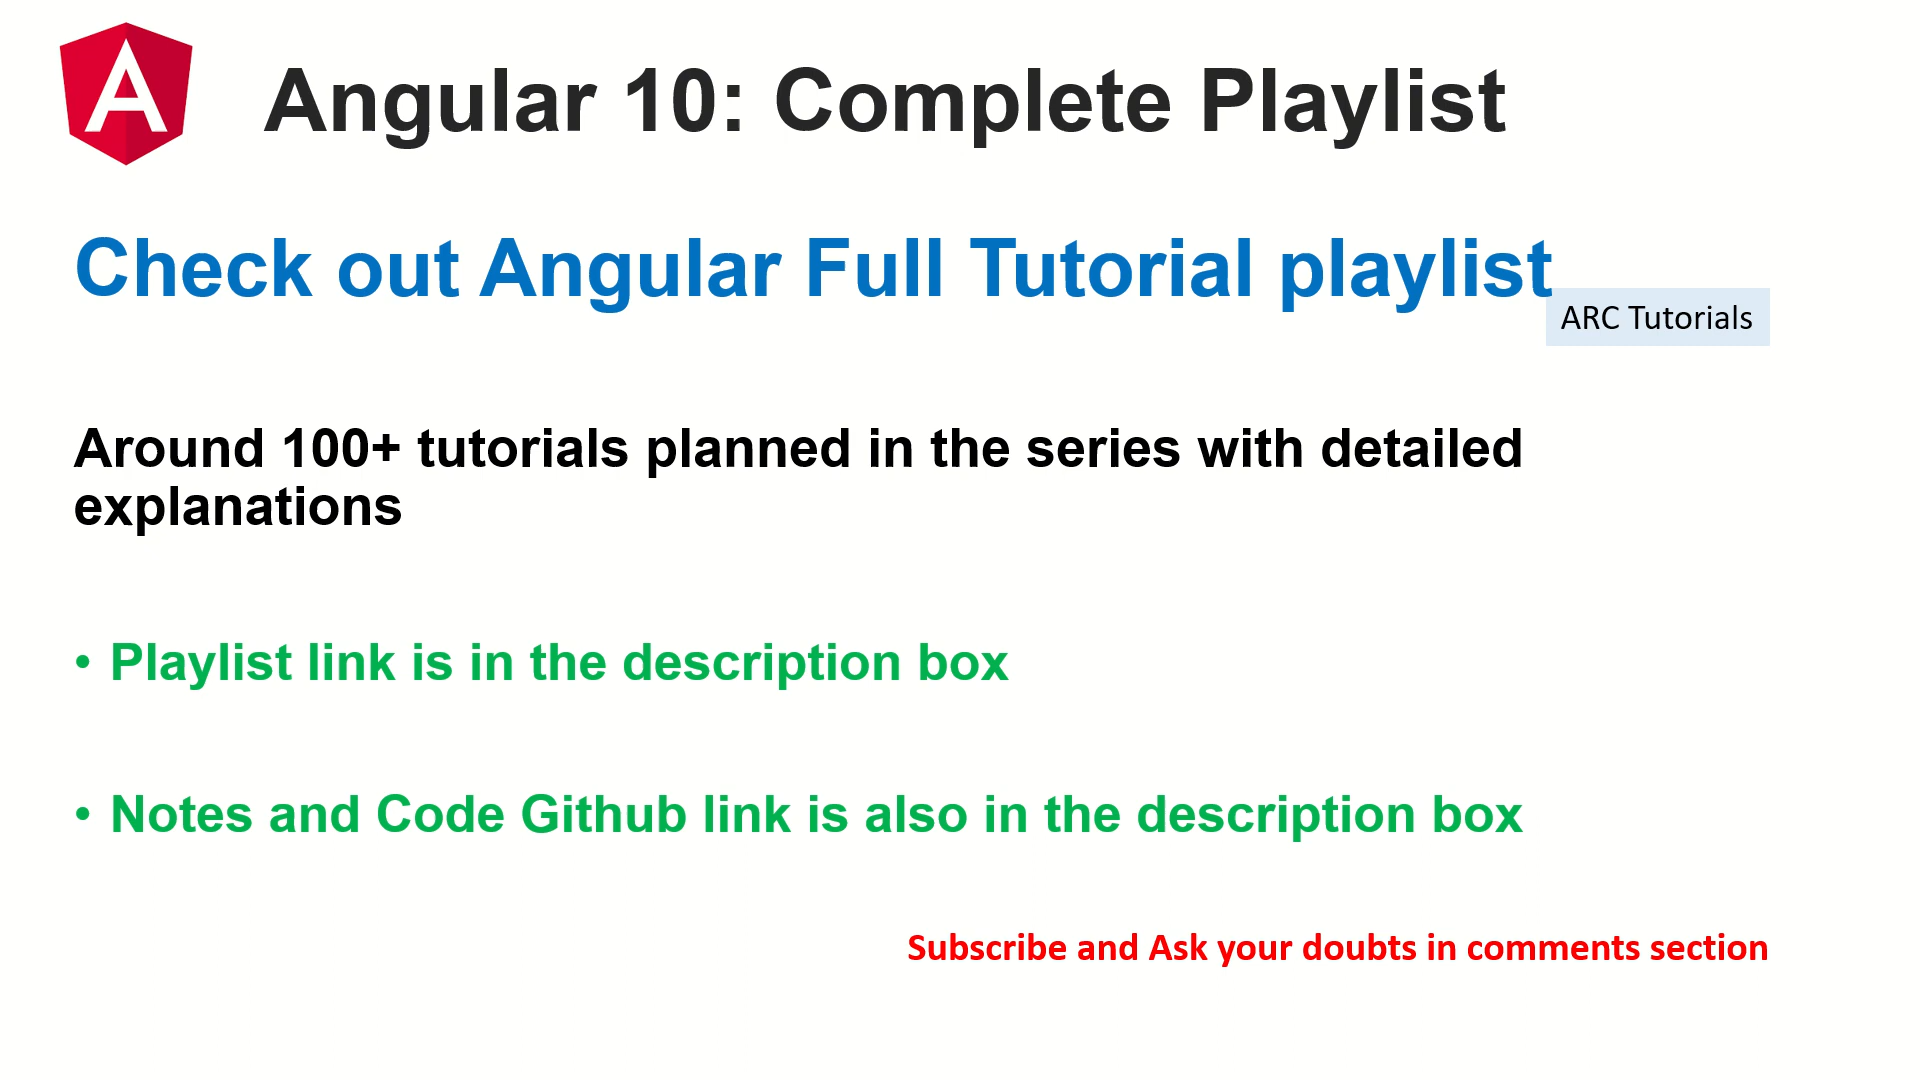 Angular 10: Complete Playlist
Check out Angular Full Tutorial playlist
ARC Tutorials
Around 100+ tutorials planned in the series with detailed
explanations
• Playlist link is in the description box
• Notes and Code Github link is also in the description box
Subscribe and Ask your doubts in comments section